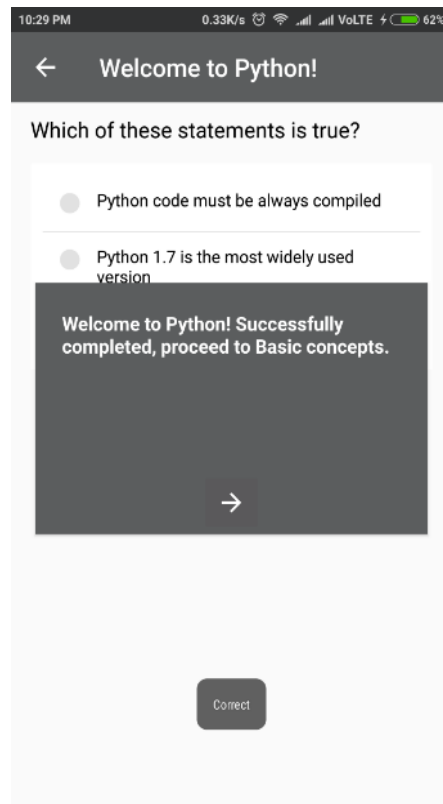 10:29 PM 0.33K/s VoLTE 62%
Welcome to Python!
Which of these statements is true?
Python code must be always compiled
Python 1.7 is the most widely used
version
Welcome to Python! Successfully
completed, proceed to Basic concepts.
Correct